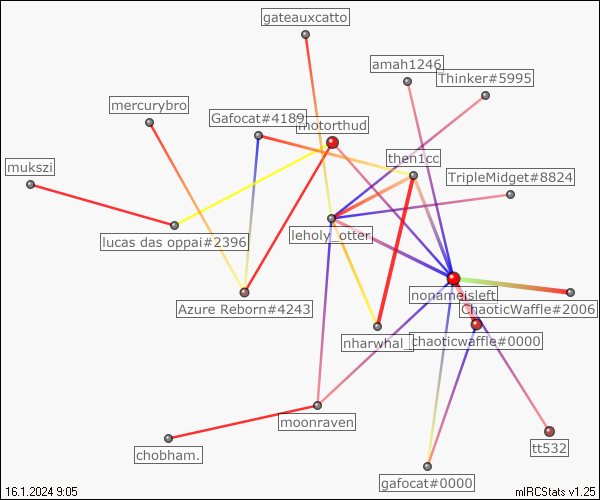 gateauxcatto
amah1246
Thinker#5995
mercurybro
Gafocat#4189
motorthud
then1cc
mukszi
TripleMidget#8824
leholy_otter
lucas das oppai#2396
nonameisleft
Azure Reborn#4243
ChaoticWaffle#2006
nharwhal_
chaoticwaffle#0000
moonraven
chobham.
tt532
gafocat#0000
16.1.2024 9:05
mIRCStats v1.25